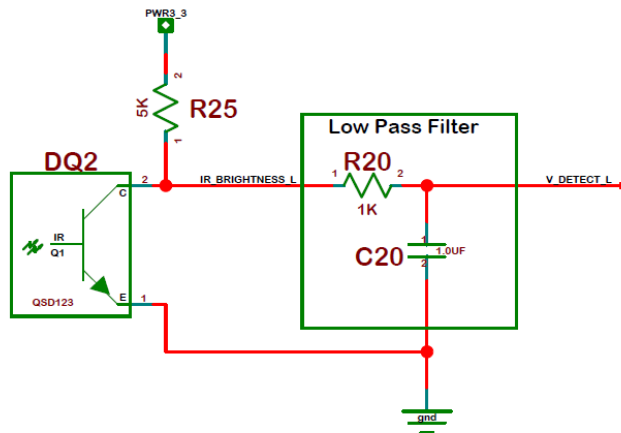 PWR3_3
2
5K
R25
1
Low Pass Filter
DQ2
2
IR_BRIGHTNESS_L
1
R20
2
V_DETECT_L
C
1K
IR
Q1
1
C20
1.0UF
2
E
1
QSD123
gnd